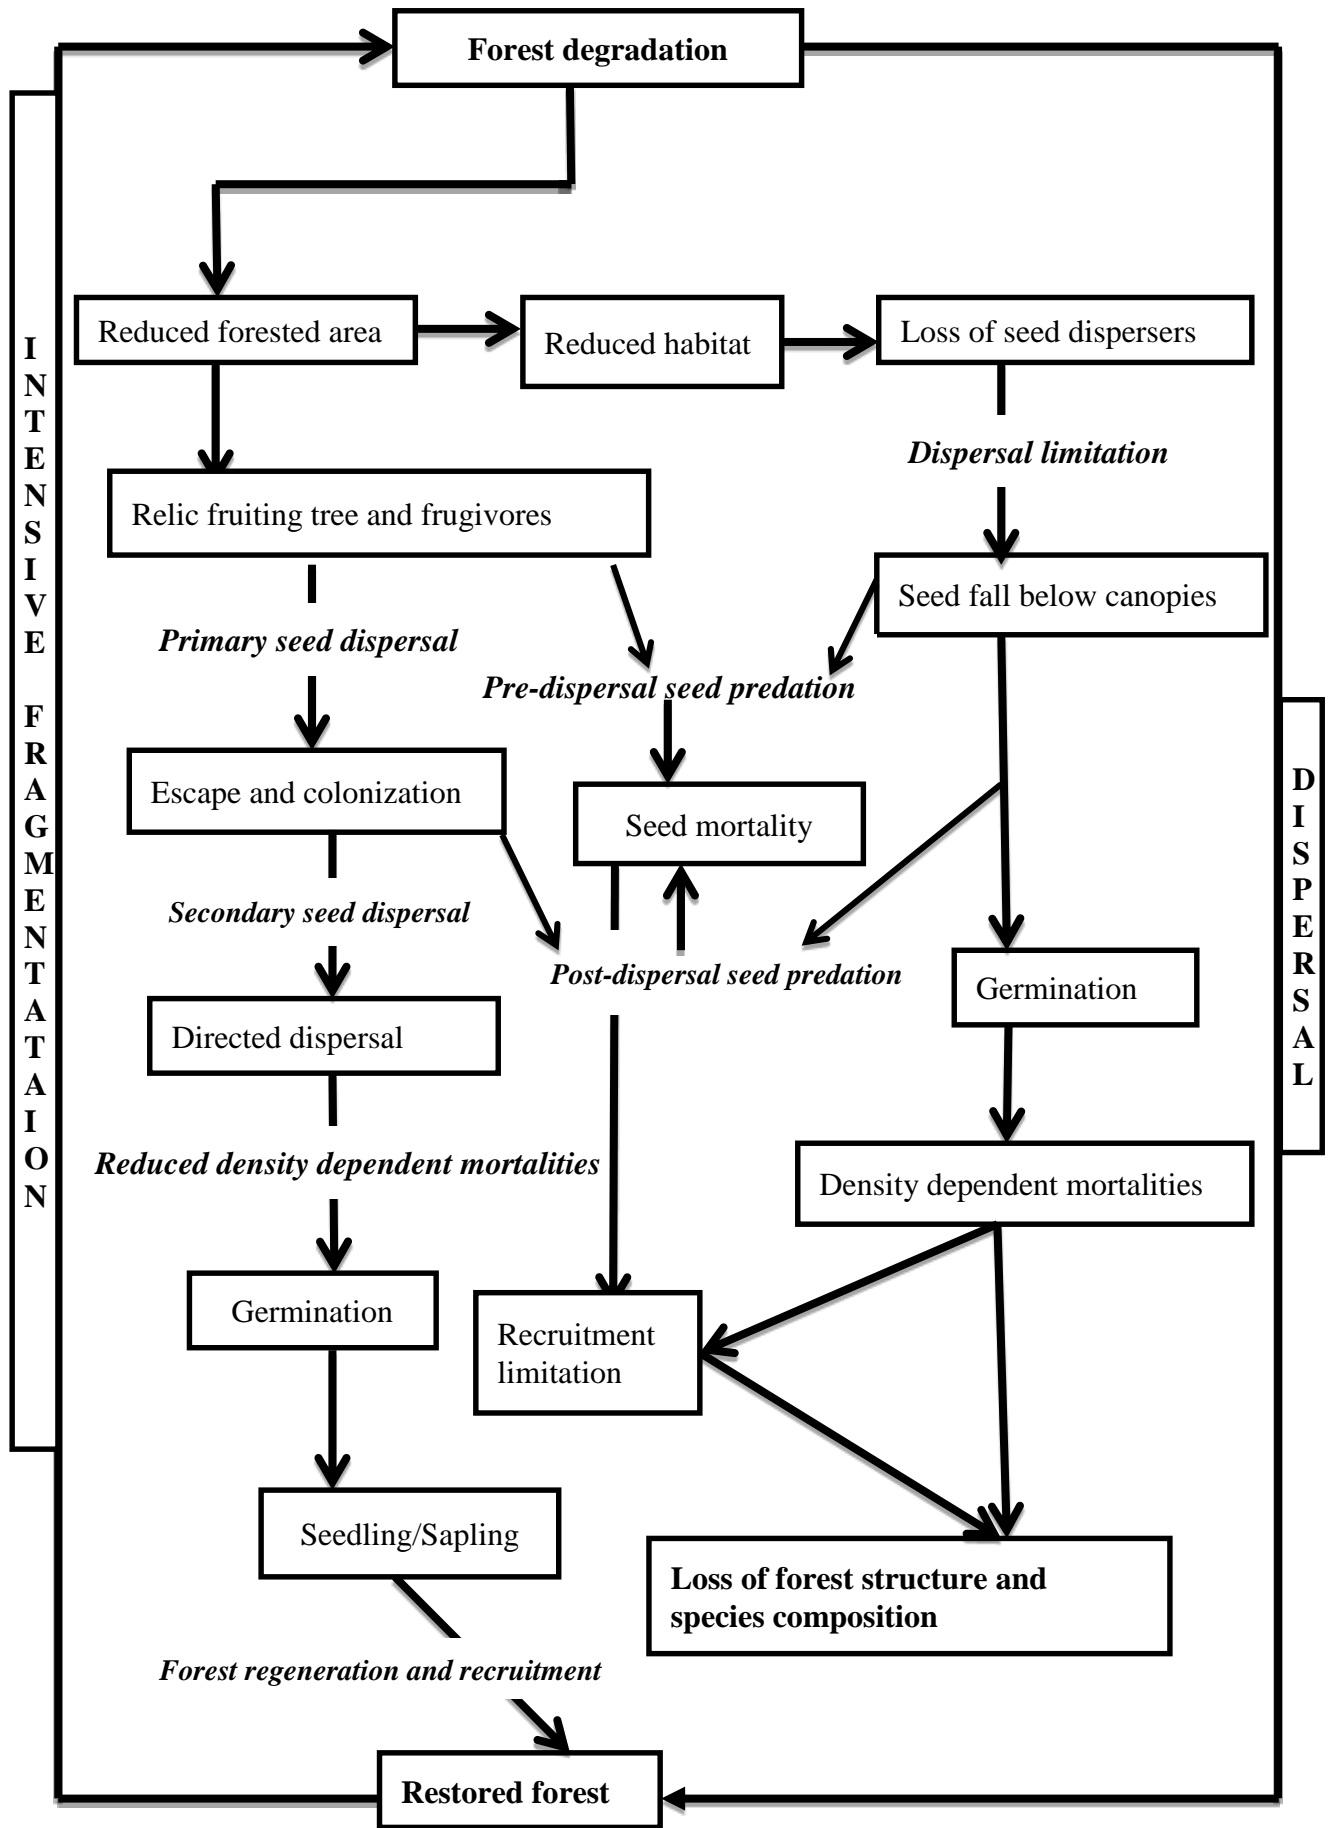 Forest degradation
INTENSIVE FRAGMENTATAION
Reduced forested area
Reduced habitat
Loss of seed dispersers
Dispersal limitation
Relic fruiting tree and frugivores
Seed fall below canopies
Primary seed dispersal
Pre-dispersal seed predation
DISPERSAL
Escape and colonization
Seed mortality
Secondary seed dispersal
Post-dispersal seed predation
Germination
Directed dispersal
Reduced density dependent mortalities
Density dependent mortalities
Germination
Recruitment
limitation
Seedling/Sapling
Loss of forest structure and
species composition
Forest regeneration and recruitment
Restored forest